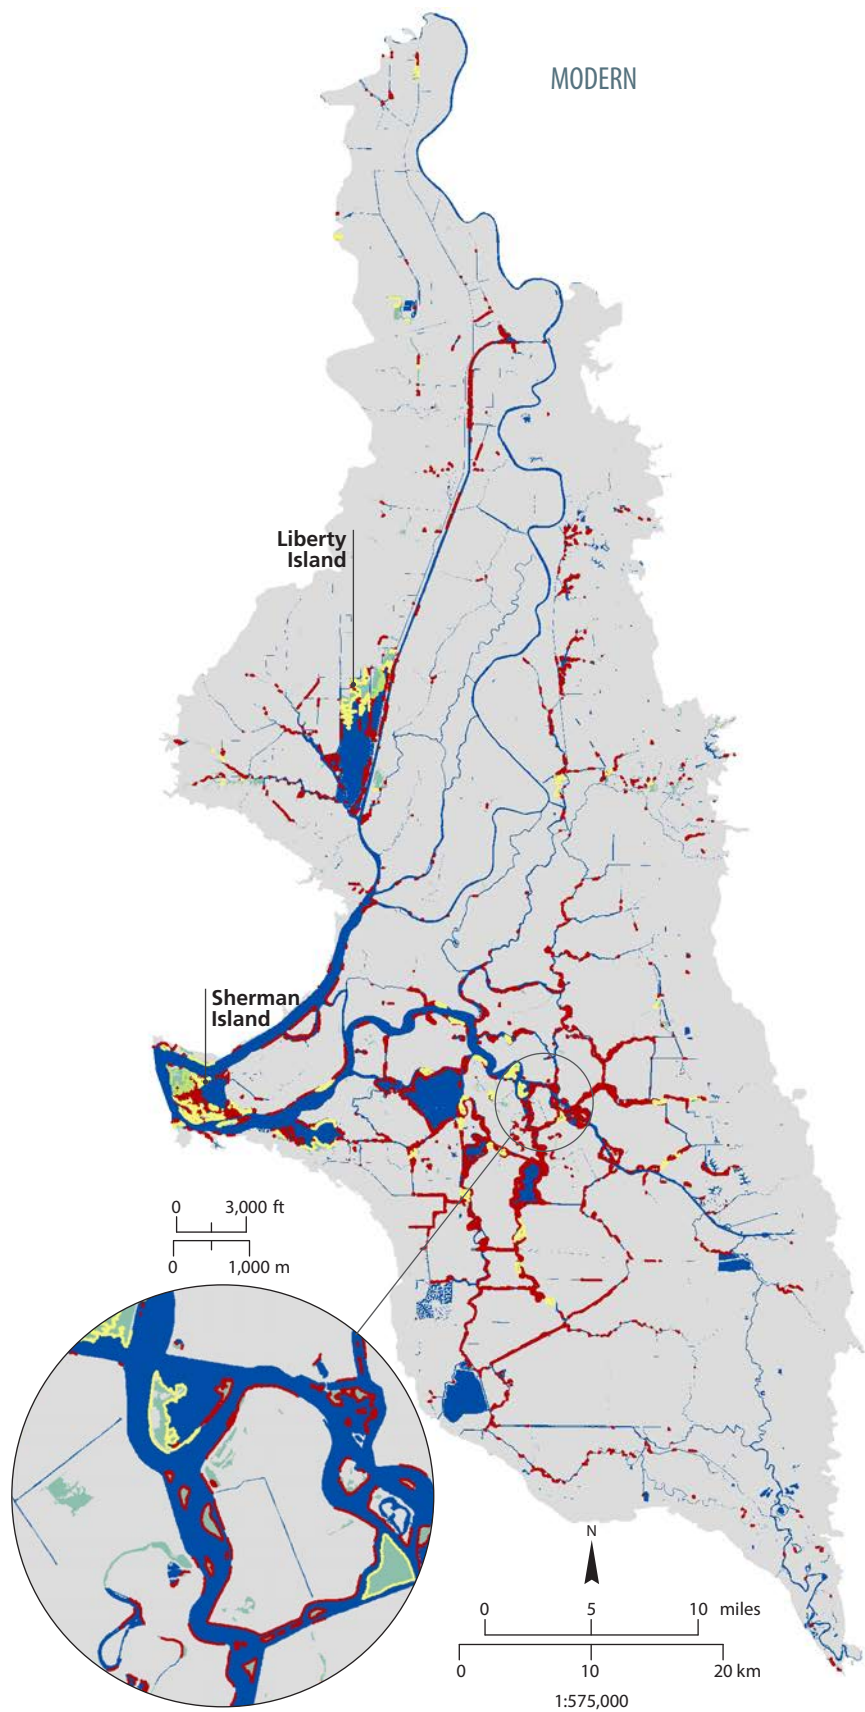 MODERN
Liberty
Island
Sherman
Island
0 3,000 ft
0 1,000 m
N
0 5 10 miles
0 10 20 km
1:575,000